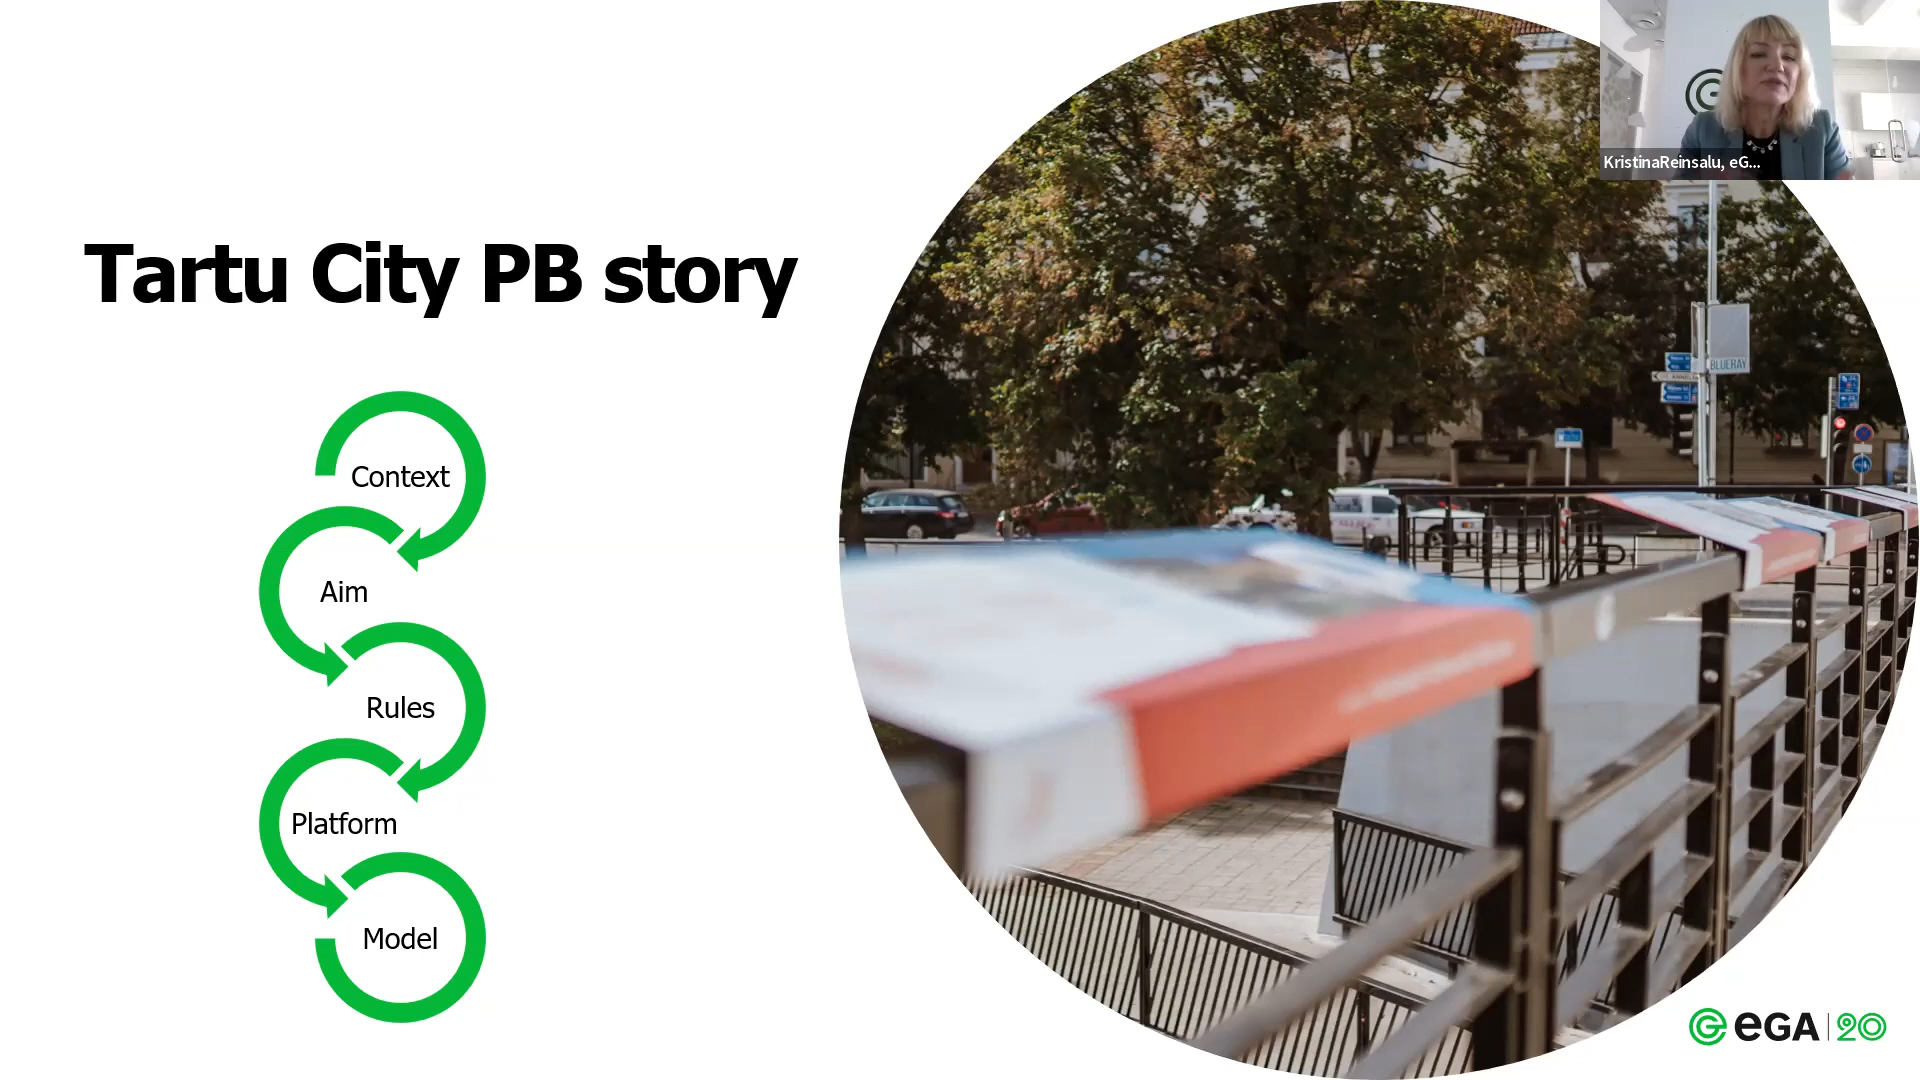 KristinaReinsalu, eG...
Tartu City PB story
BLUERAY
Context
Aim
Rules
Platform
Model
eGA | 20